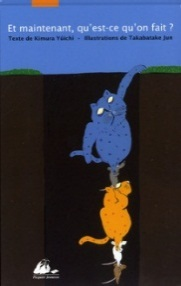 Et maintenant, qu'est-ce qu'on fait ?
Texte de Kimura Yûichi - Illustrations de Takabatake Jun